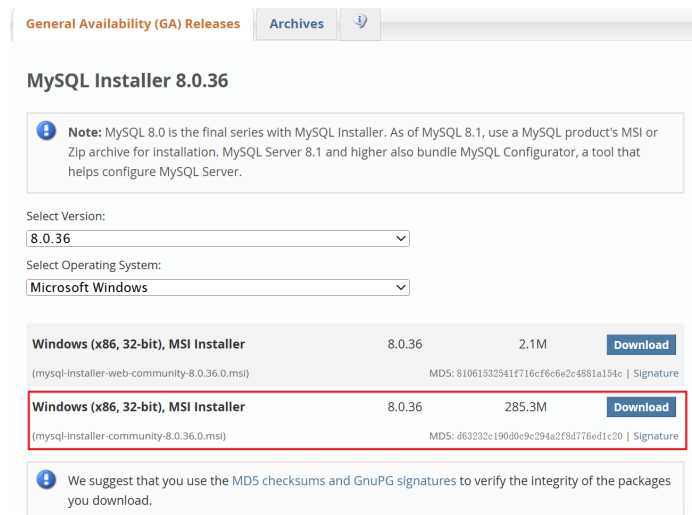 General Availability (GA) Releases
Archives
MySQL Installer 8.0.36
Note: MySQL 8.0 is the final series with MySQL Installer. As of MySQL 8.1, use a MySQL product's MSI or
Zip archive for installation. MySQL Server 8.1 and higher also bundle MySQL Configurator, a tool that
helps configure MySQL Server.
Select Version:
8.0.36
Select Operating System:
Microsoft Windows
Windows (x86, 32-bit), MSI Installer 8.0.36 2.1M Download
(mysql-installer-web-community-8.0.36.0.msi) MD5: 81061532541f716cf6c6e2c4881a154c | Signature
Windows (x86, 32-bit), MSI Installer 8.0.36 285.3M Download
(mysql-installer-community-8.0.36.0.msi) MD5: d63232c190d0c9c294a2f8d776ed1c20 | Signature
We suggest that you use the MD5 checksums and GnuPG signatures to verify the integrity of the packages
you download.